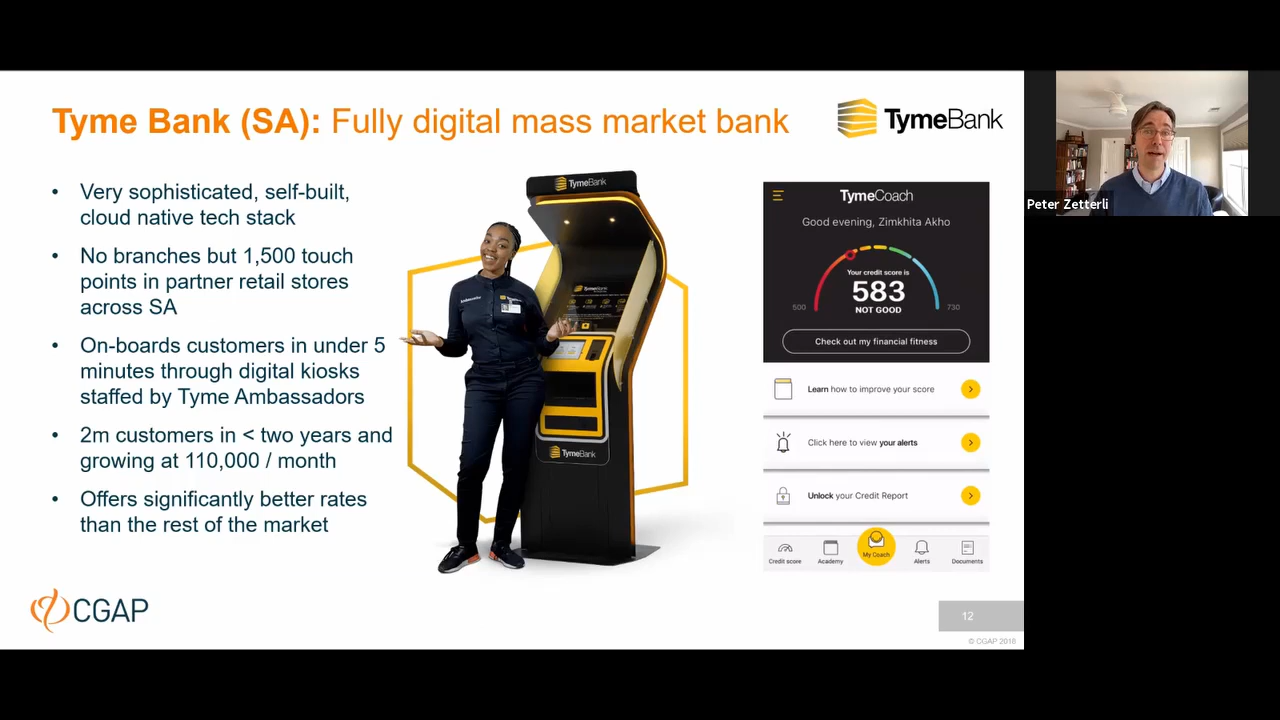 Tyme Bank (SA): Fully digital mass market bank
TymeBank
• Very sophisticated, self-built,
cloud native tech stack
• No branches but 1,500 touch
points in partner retail stores
across SA
• On-boards customers in under 5
minutes through digital kiosks
staffed by Tyme Ambassadors
• 2m customers in < two years and
growing at 110,000 / month
• Offers significantly better rates
than the rest of the market
TymeBank
TymeBank
TymeBank
TymeCoach
Good evening, Zimkhita Akho
Your credit score is
583
NOT GOOD
500
730
Check out my financial fitness
Learn how to improve your score
Click here to view your alerts
Unlock your Credit Report
Credit score
Academy
My Coach
Alerts
Documents
CGAP
12
© CGAP 2018
Peter Zetterli